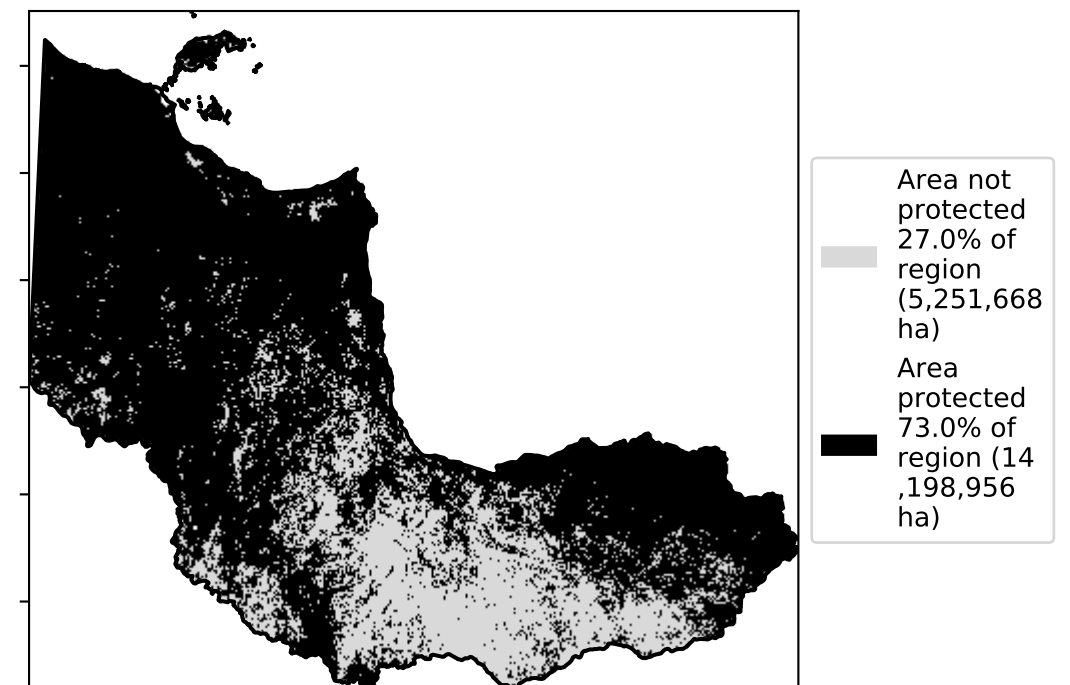 Area not
protected
27.0% of
region
(5,251,668
ha)
Area
protected
73.0% of
region (14
,198,956
ha)